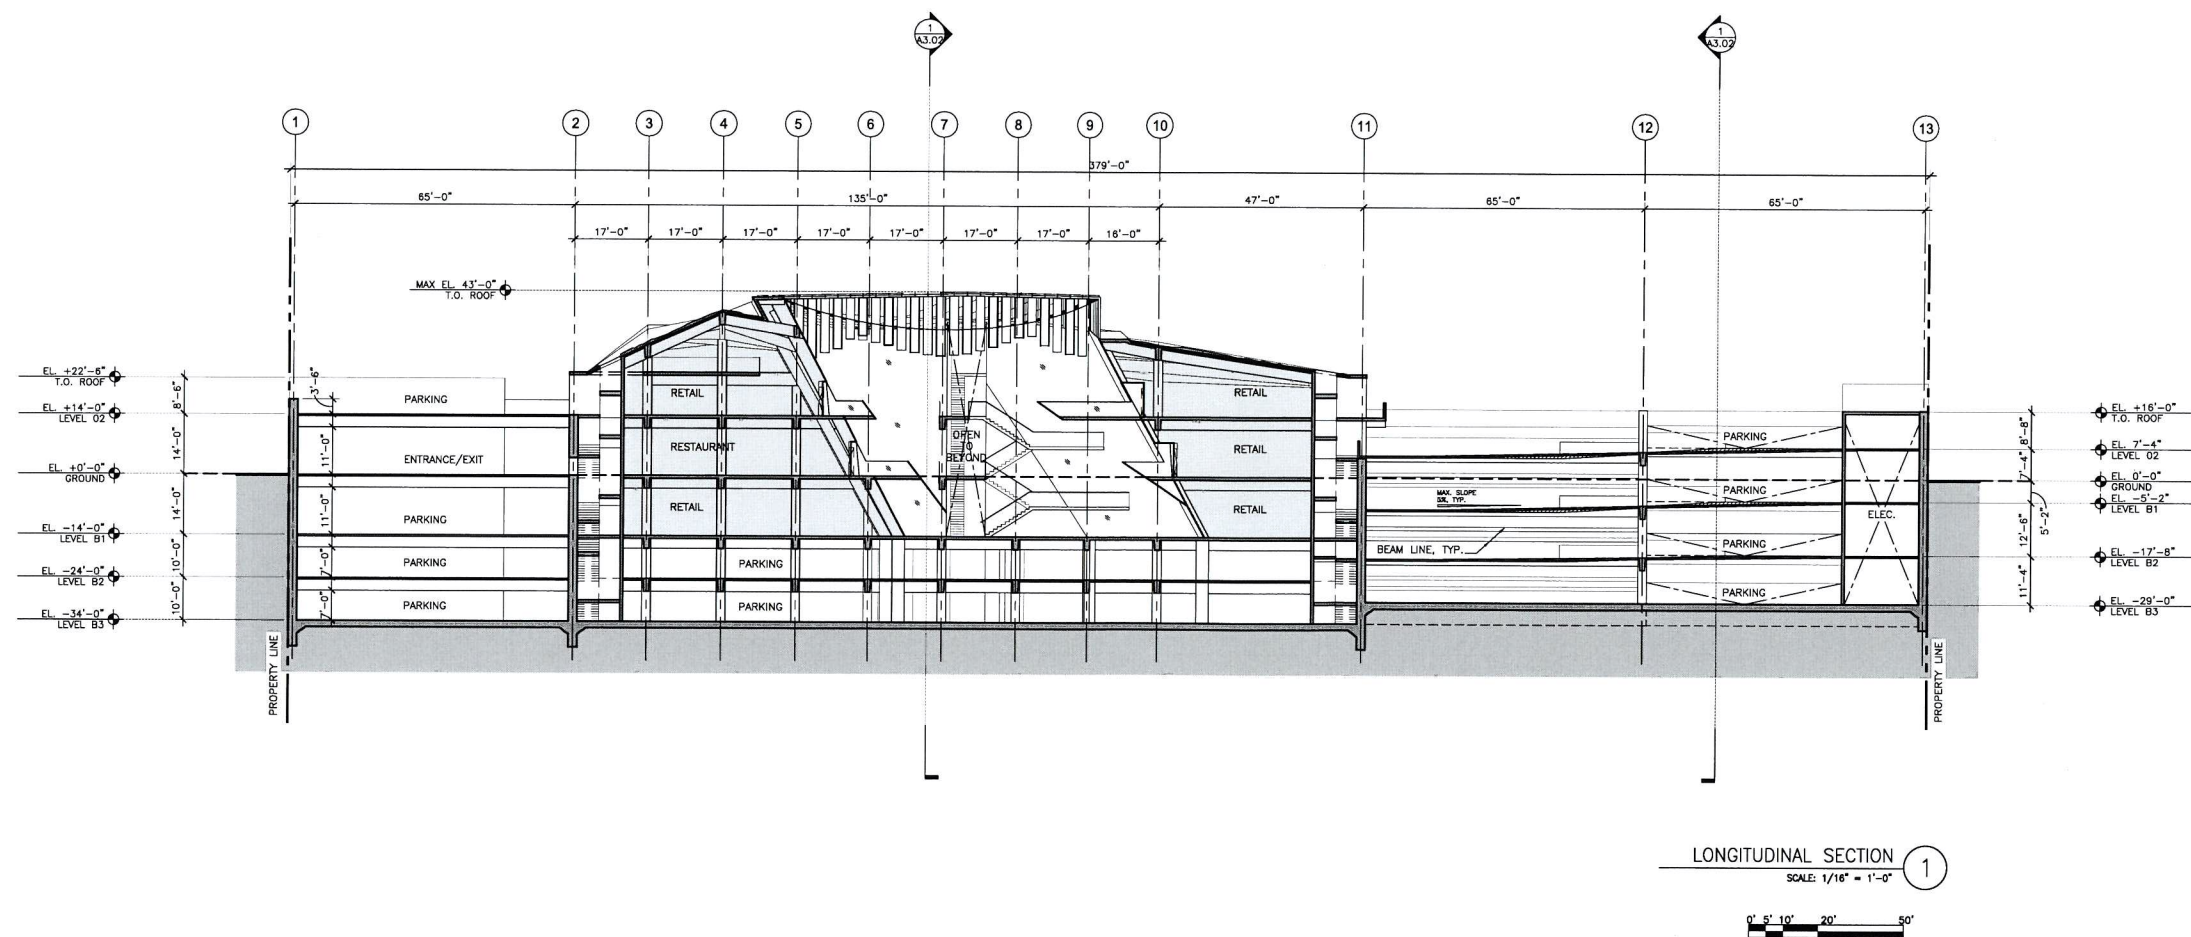 1
A3.02
1
A3.02
1 2 3 4 5 6 7 8 9 10 11 12 13
379'-0"
65'-0" 135'-0" 47'-0" 65'-0" 65'-0"
17'-0" 17'-0" 17'-0" 17'-0" 17'-0" 17'-0" 17'-0" 16'-0"
MAX EL. 43'-0"
T.O. ROOF
EL. +22'-6"
T.O. ROOF
EL. +14'-0"
LEVEL 02
EL. +0'-0"
GROUND
EL. -14'-0"
LEVEL B1
EL. -24'-0"
LEVEL B2
EL. -34'-0"
LEVEL B3
8'-6"
14'-0"
14'-0"
10'-0"
10'-0"
3'-6"
11'-0"
11'-0"
7'-0"
7'-0"
PARKING
ENTRANCE/EXIT
PARKING
PARKING
PARKING
RETAIL
RESTAURANT
RETAIL
PARKING
PARKING
OPEN
TO
BEYOND
RETAIL
RETAIL
RETAIL
MAX. SLOPE
5%, TYP.
BEAM LINE, TYP.
PARKING
PARKING
PARKING
PARKING
ELEC.
8'-8"
7'-4"
12'-6"
11'-4"
5'-2"
EL. +16'-0"
T.O. ROOF
EL. 7'-4"
LEVEL 02
EL. 0'-0"
GROUND
EL. -5'-2"
LEVEL B1
EL. -17'-8"
LEVEL B2
EL. -29'-0"
LEVEL B3
PROPERTY LINE
PROPERTY LINE
LONGITUDINAL SECTION 1
SCALE: 1/16" = 1'-0"
0' 5' 10' 20' 50'